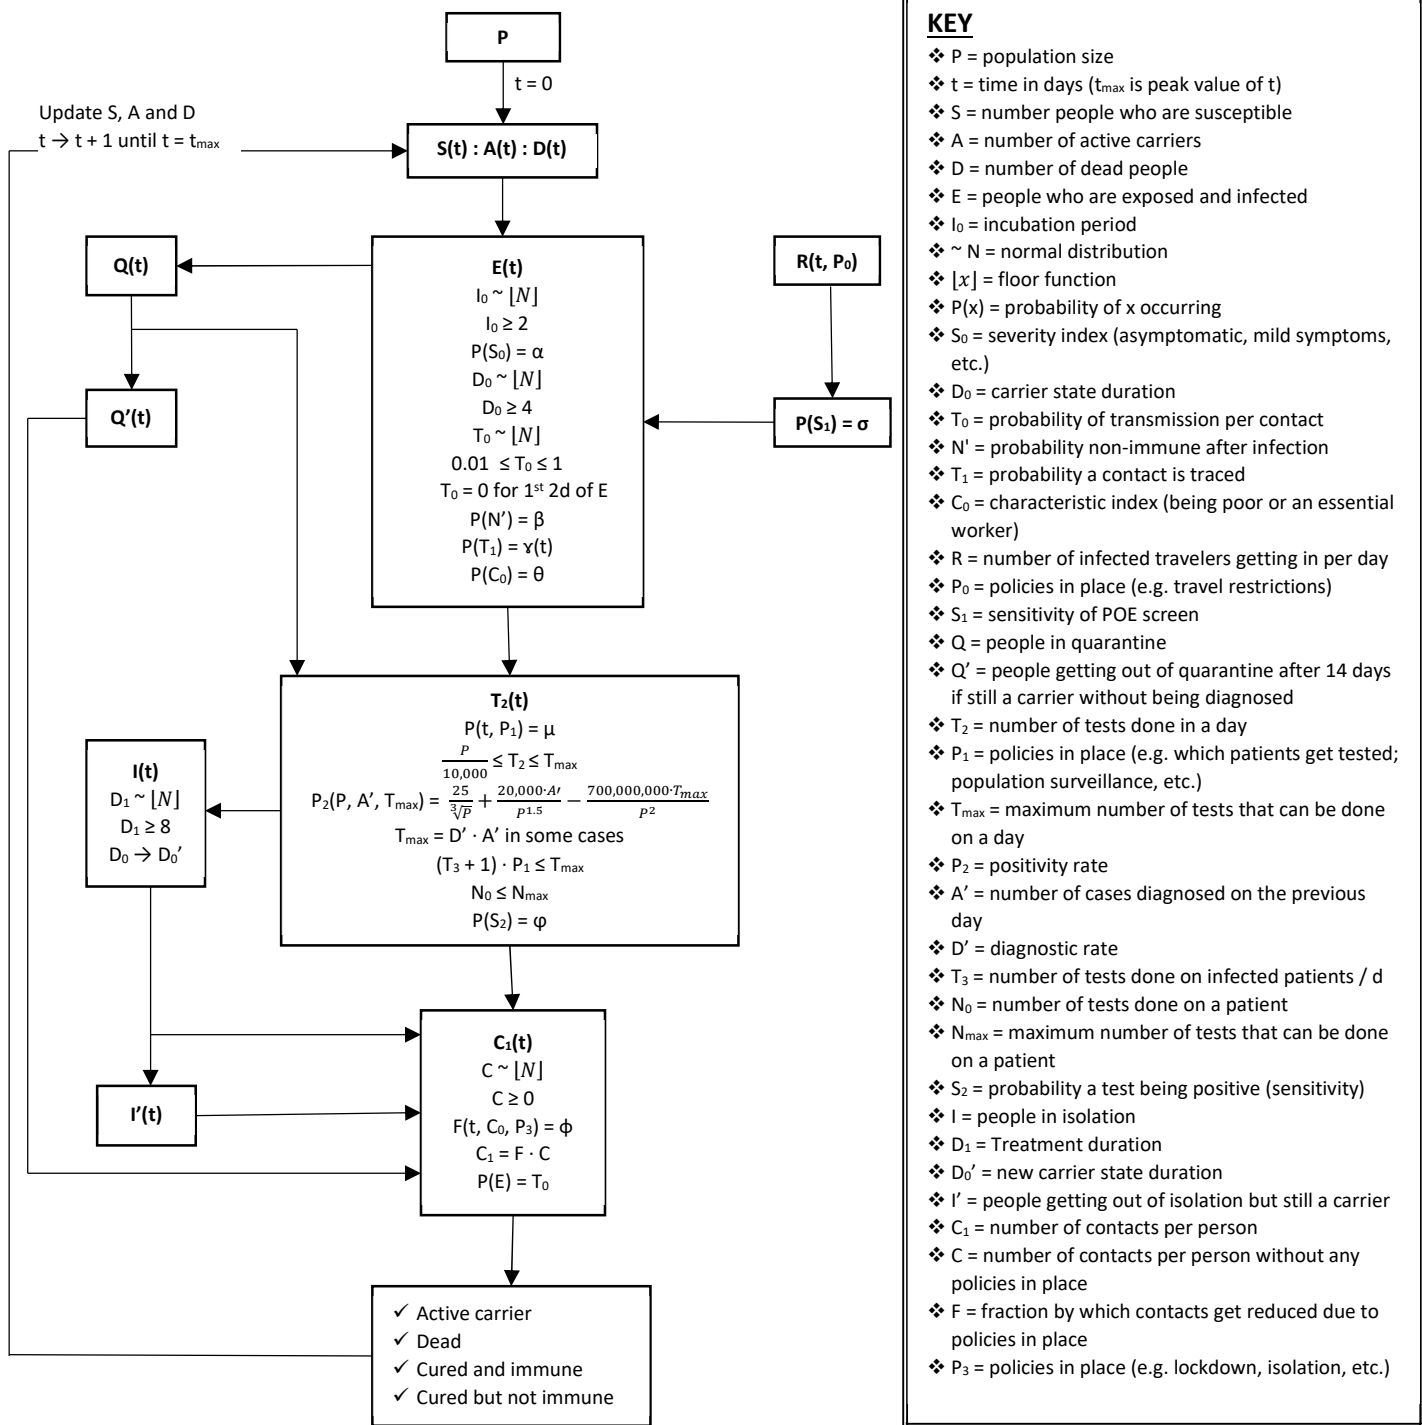 P
t = 0
Update S, A and D
t → t + 1 until t = tmax
S(t) : A(t) : D(t)
Q(t)
Q’(t)
E(t)
I₀ ~ ⌊N⌋
I₀ ≥ 2
P(S₀) = α
D₀ ~ ⌊N⌋
D₀ ≥ 4
T₀ ~ ⌊N⌋
0.01 ≤ T₀ ≤ 1
T₀ = 0 for 1st 2d of E
P(N’) = β
P(T₁) = ɤ(t)
P(C₀) = θ
R(t, P₀)
P(S₁) = σ
T₂(t)
P(t, P₁) = μ
P/10,000 ≤ T₂ ≤ Tmax
P₂(P, A', Tmax) = 25/∛P + 20,000·A′/P^1.5 − 700,000,000·Tmax/P²
Tmax = D’ · A’ in some cases
(T₃ + 1) · P₁ ≤ Tmax
N₀ ≤ Nmax
P(S₂) = φ
I(t)
D₁ ~ ⌊N⌋
D₁ ≥ 8
D₀ → D₀’
I’(t)
C₁(t)
C ~ ⌊N⌋
C ≥ 0
F(t, C₀, P₃) = ϕ
C₁ = F · C
P(E) = T₀
✓ Active carrier
✓ Dead
✓ Cured and immune
✓ Cured but not immune
KEY
❖ P = population size
❖ t = time in days (tmax is peak value of t)
❖ S = number people who are susceptible
❖ A = number of active carriers
❖ D = number of dead people
❖ E = people who are exposed and infected
❖ I₀ = incubation period
❖ ~ N = normal distribution
❖ ⌊x⌋ = floor function
❖ P(x) = probability of x occurring
❖ S₀ = severity index (asymptomatic, mild symptoms,
etc.)
❖ D₀ = carrier state duration
❖ T₀ = probability of transmission per contact
❖ N' = probability non-immune after infection
❖ T₁ = probability a contact is traced
❖ C₀ = characteristic index (being poor or an essential
worker)
❖ R = number of infected travelers getting in per day
❖ P₀ = policies in place (e.g. travel restrictions)
❖ S₁ = sensitivity of POE screen
❖ Q = people in quarantine
❖ Q’ = people getting out of quarantine after 14 days
if still a carrier without being diagnosed
❖ T₂ = number of tests done in a day
❖ P₁ = policies in place (e.g. which patients get tested;
population surveillance, etc.)
❖ Tmax = maximum number of tests that can be done
on a day
❖ P₂ = positivity rate
❖ A’ = number of cases diagnosed on the previous
day
❖ D’ = diagnostic rate
❖ T₃ = number of tests done on infected patients / d
❖ N₀ = number of tests done on a patient
❖ Nmax = maximum number of tests that can be done
on a patient
❖ S₂ = probability a test being positive (sensitivity)
❖ I = people in isolation
❖ D₁ = Treatment duration
❖ D₀’ = new carrier state duration
❖ I’ = people getting out of isolation but still a carrier
❖ C₁ = number of contacts per person
❖ C = number of contacts per person without any
policies in place
❖ F = fraction by which contacts get reduced due to
policies in place
❖ P₃ = policies in place (e.g. lockdown, isolation, etc.)